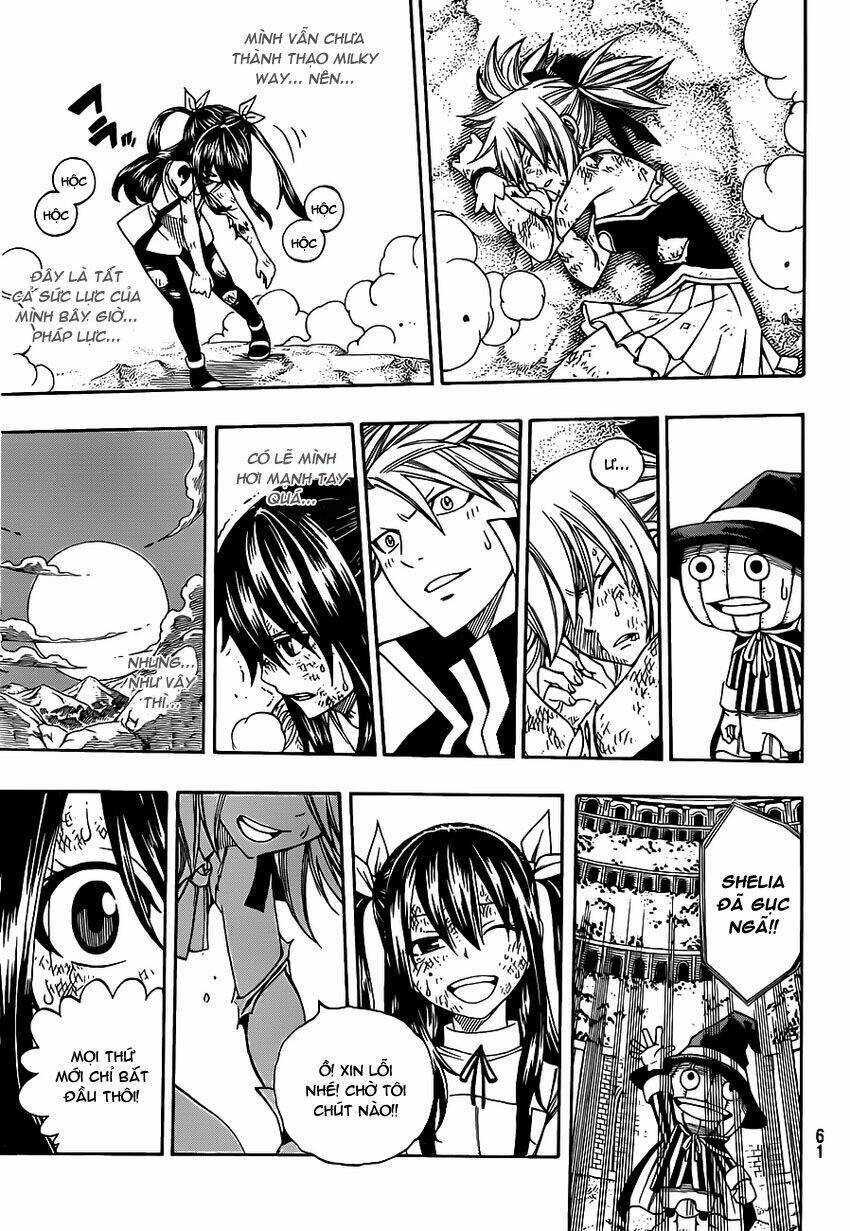 MÌNH VẪN CHƯA
THÀNH THẠO MILKY
WAY... NÊN...
HỘC
HỘC
HỘC
HỘC
ĐÂY LÀ TẤT
CẢ SỨC LỰC CỦA
MÌNH BÂY GIỜ...
PHÁP LỰC...
Ư...
CÓ LẼ MÌNH
HƠI MẠNH TAY
QUÁ...
NHƯNG...
NHƯ VẬY
THÌ...
SHELIA
ĐÃ GỤC
NGÃ!!
Ồ! XIN LỖI
NHÉ! CHỜ TÔI
CHÚT NÀO!!
MỌI THỨ
MỚI CHỈ BẮT
ĐẦU THÔI!
61